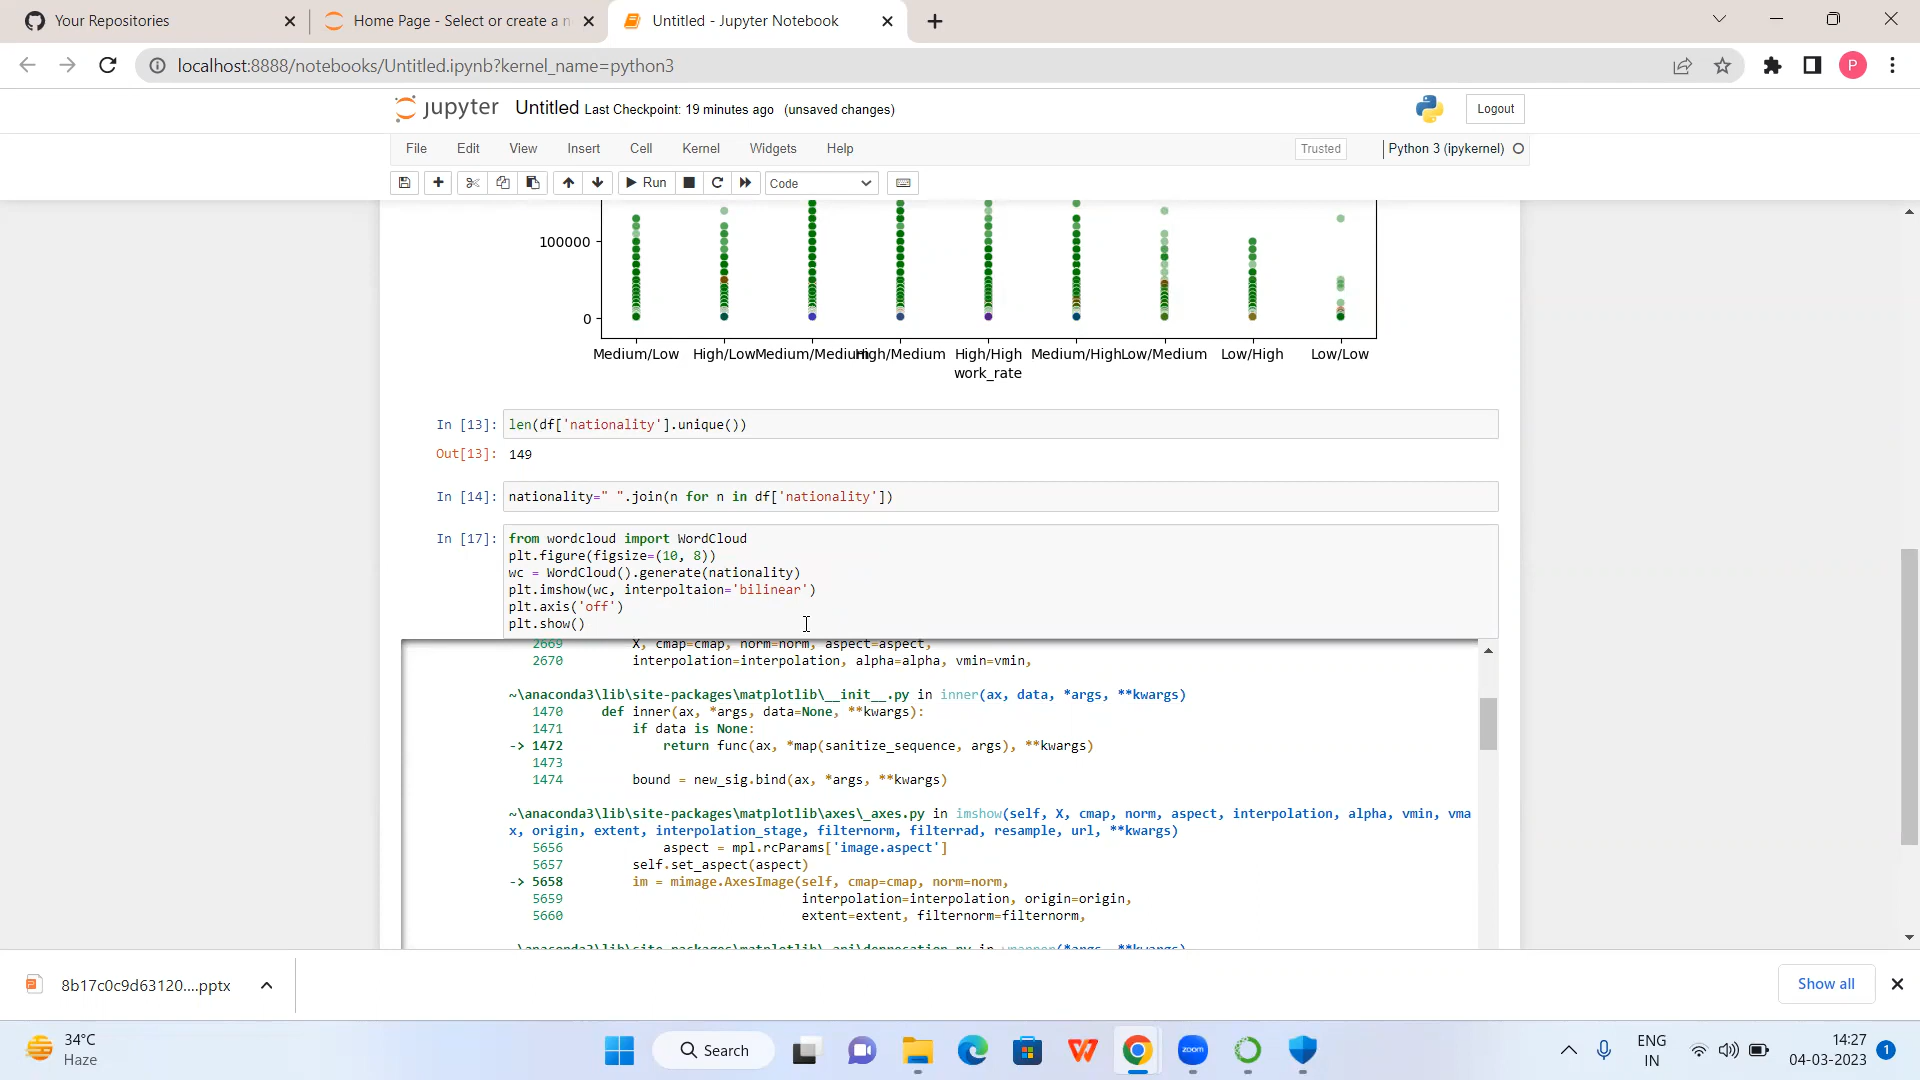 Your Repositories
Home Page - Select or create a n
Untitled - Jupyter Notebook
localhost:8888/notebooks/Untitled.ipynb?kernel_name=python3
P
jupyter Untitled Last Checkpoint: 19 minutes ago (unsaved changes)
Logout
File Edit View Insert Cell Kernel Widgets Help
Trusted
Python 3 (ipykernel)
Run
Code
100000
0
Medium/Low High/Low Medium/Medium High/Medium High/High Medium/High Low/Medium Low/High Low/Low
work_rate
In [13]: len(df['nationality'].unique())
Out[13]: 149
In [14]: nationality=" ".join(n for n in df['nationality'])
In [17]: from wordcloud import WordCloud
plt.figure(figsize=(10, 8))
wc = WordCloud().generate(nationality)
plt.imshow(wc, interpoltaion='bilinear')
plt.axis('off')
plt.show()
2669 X, cmap=cmap, norm=norm, aspect=aspect,
2670 interpolation=interpolation, alpha=alpha, vmin=vmin,
~\anaconda3\lib\site-packages\matplotlib\__init__.py in inner(ax, data, *args, **kwargs)
1470 def inner(ax, *args, data=None, **kwargs):
1471 if data is None:
-> 1472 return func(ax, *map(sanitize_sequence, args), **kwargs)
1473
1474 bound = new_sig.bind(ax, *args, **kwargs)
~\anaconda3\lib\site-packages\matplotlib\axes\_axes.py in imshow(self, X, cmap, norm, aspect, interpolation, alpha, vmin, vma
x, origin, extent, interpolation_stage, filternorm, filterrad, resample, url, **kwargs)
5656 aspect = mpl.rcParams['image.aspect']
5657 self.set_aspect(aspect)
-> 5658 im = mimage.AxesImage(self, cmap=cmap, norm=norm,
5659 interpolation=interpolation, origin=origin,
5660 extent=extent, filternorm=filternorm,
8b17c0c9d63120....pptx
Show all
34°C
Haze
Search
zoom
ENG
IN
14:27
04-03-2023
1